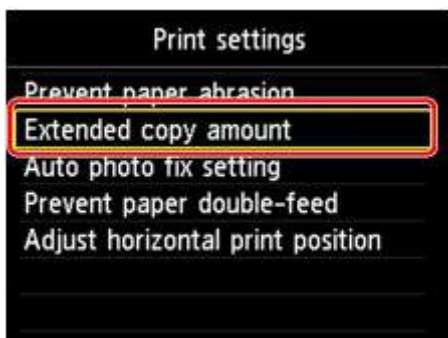 Print settings
Prevent paper abrasion
Extended copy amount
Auto photo fix setting
Prevent paper double-feed
Adjust horizontal print position